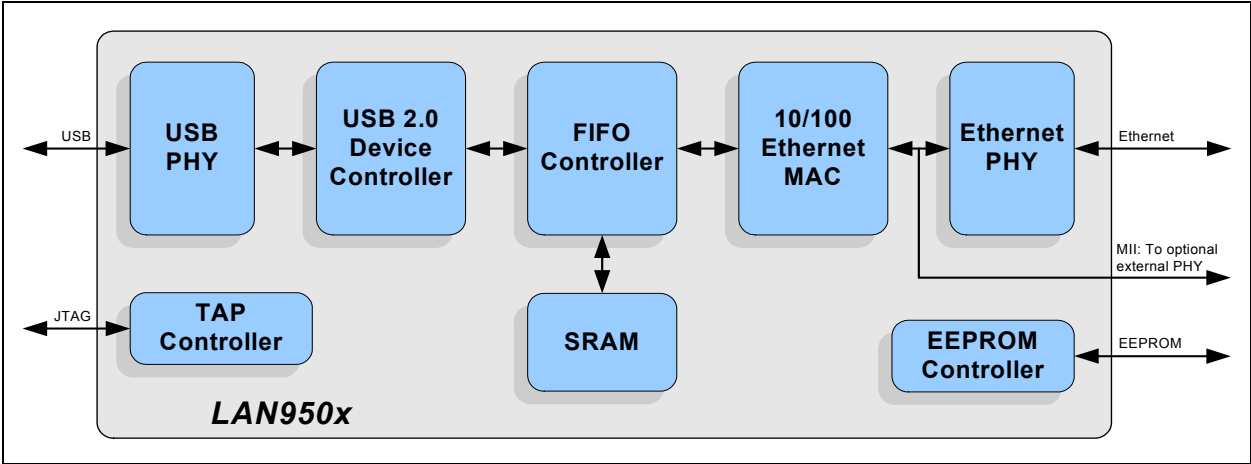 USB
USB
PHY
USB 2.0
Device
Controller
FIFO
Controller
10/100
Ethernet
MAC
Ethernet
PHY
Ethernet
MII: To optional
external PHY
JTAG
TAP
Controller
SRAM
EEPROM
Controller
EEPROM
LAN950x